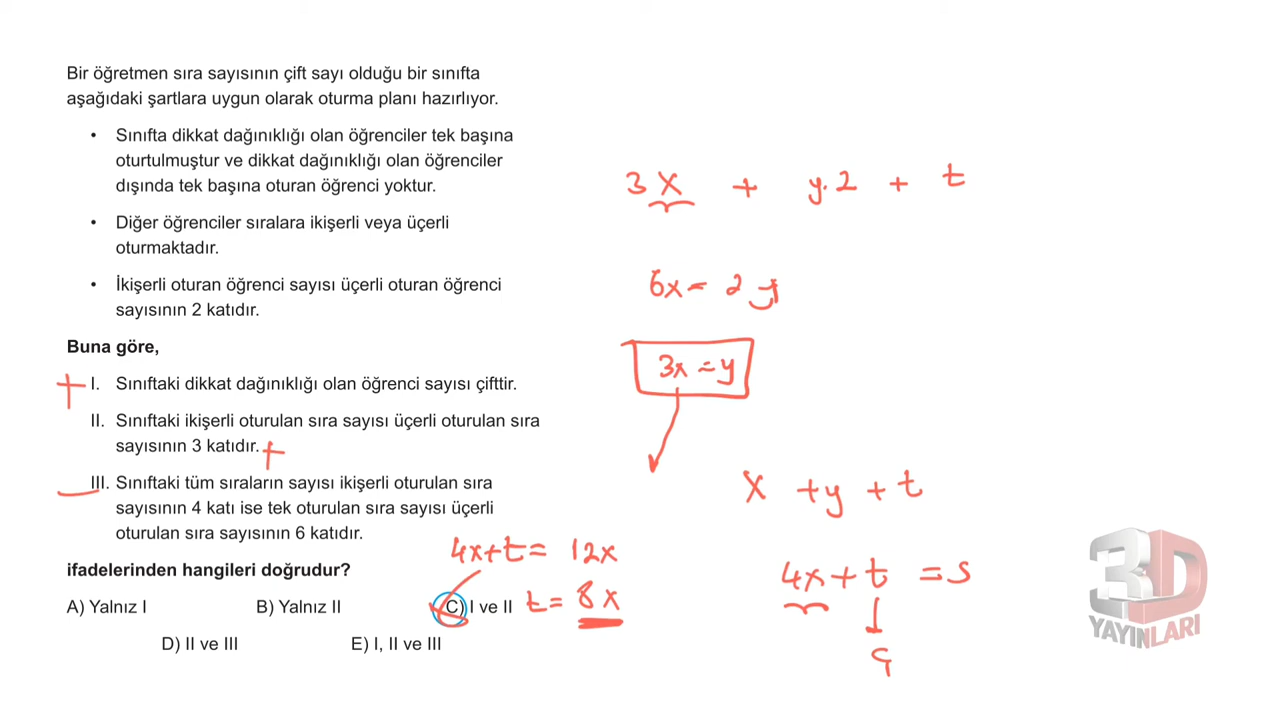 Bir öğretmen sıra sayısının çift sayı olduğu bir sınıfta
aşağıdaki şartlara uygun olarak oturma planı hazırlıyor.
• Sınıfta dikkat dağınıklığı olan öğrenciler tek başına
oturtulmuştur ve dikkat dağınıklığı olan öğrenciler
dışında tek başına oturan öğrenci yoktur.
• Diğer öğrenciler sıralara ikişerli veya üçerli
oturmaktadır.
• İkişerli oturan öğrenci sayısı üçerli oturan öğrenci
sayısının 2 katıdır.
Buna göre,
+ I. Sınıftaki dikkat dağınıklığı olan öğrenci sayısı çifttir.
II. Sınıftaki ikişerli oturulan sıra sayısı üçerli oturulan sıra
sayısının 3 katıdır. +
— III. Sınıftaki tüm sıraların sayısı ikişerli oturulan sıra
sayısının 4 katı ise tek oturulan sıra sayısı üçerli
oturulan sıra sayısının 6 katıdır.
ifadelerinden hangileri doğrudur?
A) Yalnız I B) Yalnız II C) I ve II
D) II ve III E) I, II ve III
3x + y.2 + t
6x = 2y
3x = y
x + y + t
4x + t = s
ç
4x+t = 12x
t = 8x
3D
YAYINLARI